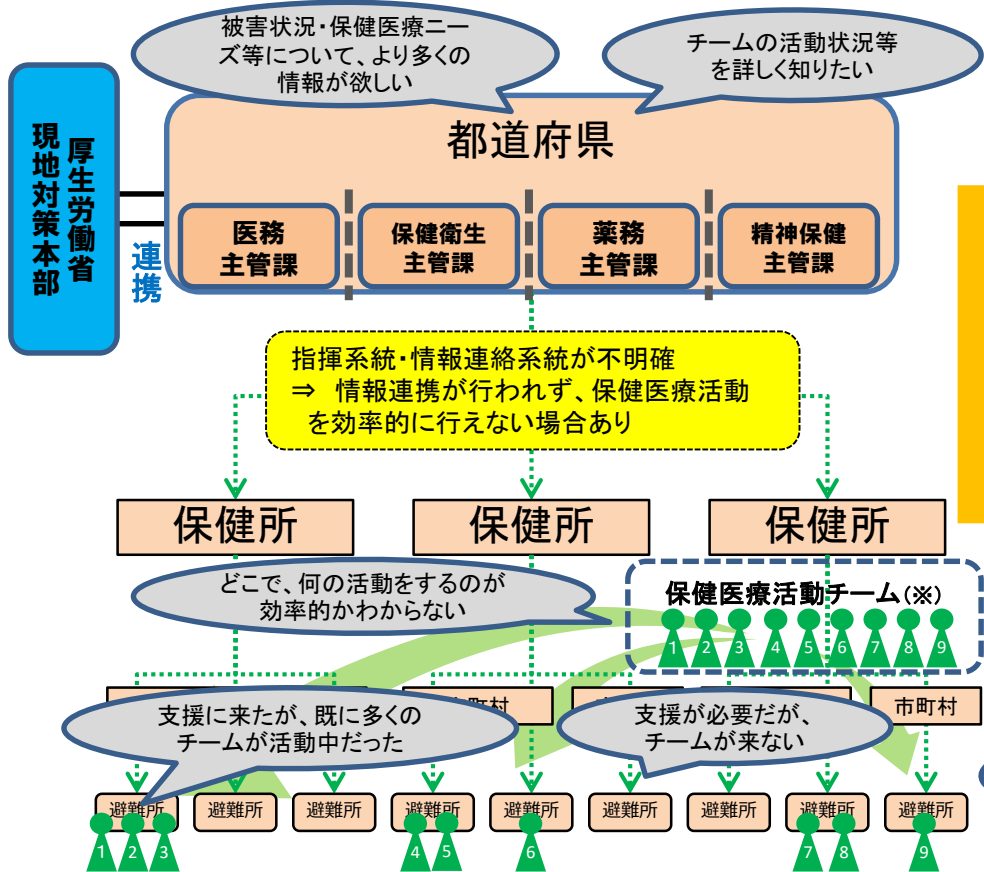 被害状況・保健医療ニー
ズ等について、より多くの
情報が欲しい
チームの活動状況等
を詳しく知りたい
厚生労働省
現地対策本部
連携
都道府県
医務
主管課
保健衛生
主管課
薬務
主管課
精神保健
主管課
指揮系統・情報連絡系統が不明確
⇒ 情報連携が行われず、保健医療活動
を効率的に行えない場合あり
保健所
保健所
保健所
どこで、何の活動をするのが
効率的かわからない
保健医療活動チーム(※)
1 2 3 4 5 6 7 8 9
町村
市町村
支援に来たが、既に多くの
チームが活動中だった
支援が必要だが、
チームが来ない
避難所 避難所 避難所 避難所 避難所 避難所 避難所 避難所 避難所
1 2 3 4 5 6 7 8 9